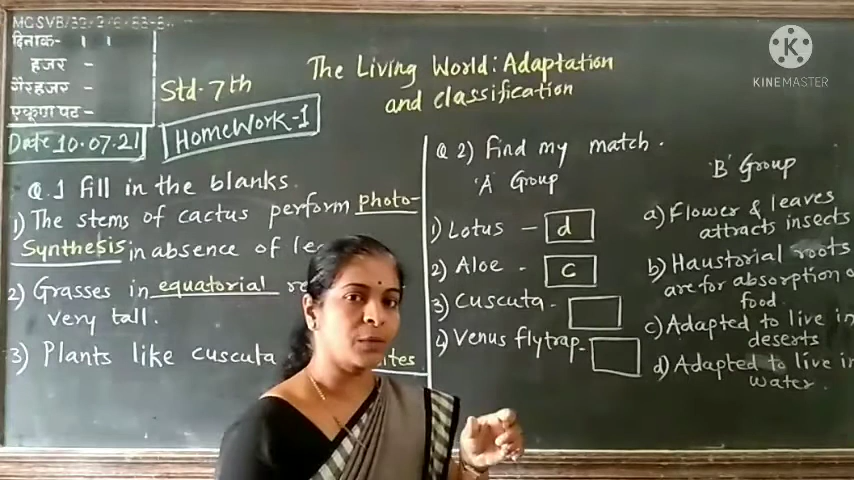 दिनांक-
हजर -
गैरहजर -
एकूण पट -
Date 10.07.21
Std-7th
HomeWork-1
The Living World: Adaptation
and classification
Q.1 Fill in the blanks.
1) The stems of cactus perform photo-
synthesis in absence of
2) Grasses in equatorial
very tall.
3) Plants like cuscuta
Q 2) Find my match.
'A' Group
1) Lotus - d
2) Aloe - c
3) Cuscuta -
4) Venus flytrap -
'B' Group
a) Flower & leaves
attracts insects
b) Haustorial roots
are for absorption
food.
c) Adapted to live in
deserts
d) Adapted to live in
water.
KINEMASTER